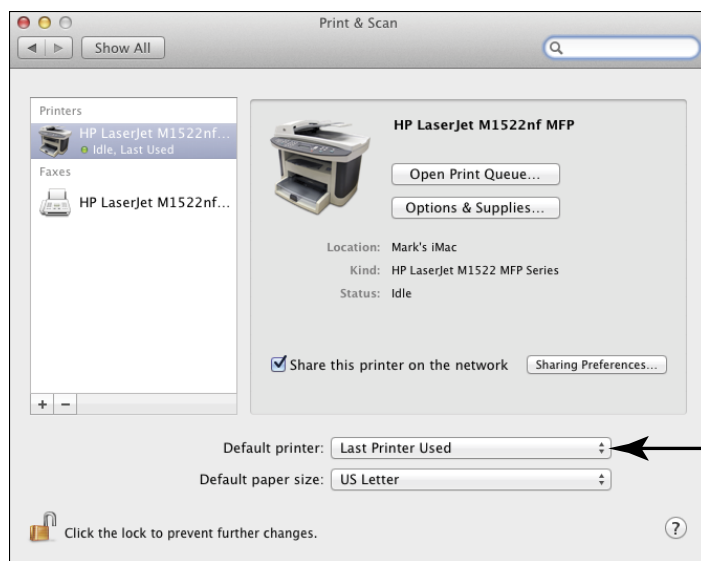 Print & Scan
Show All
Printers
HP LaserJet M1522nf...
Idle, Last Used
Faxes
HP LaserJet M1522nf...
+ −
HP LaserJet M1522nf MFP
Open Print Queue...
Options & Supplies...
Location: Mark's iMac
Kind: HP LaserJet M1522 MFP Series
Status: Idle
Share this printer on the network
Sharing Preferences...
Default printer: Last Printer Used
Default paper size: US Letter
Click the lock to prevent further changes.
?